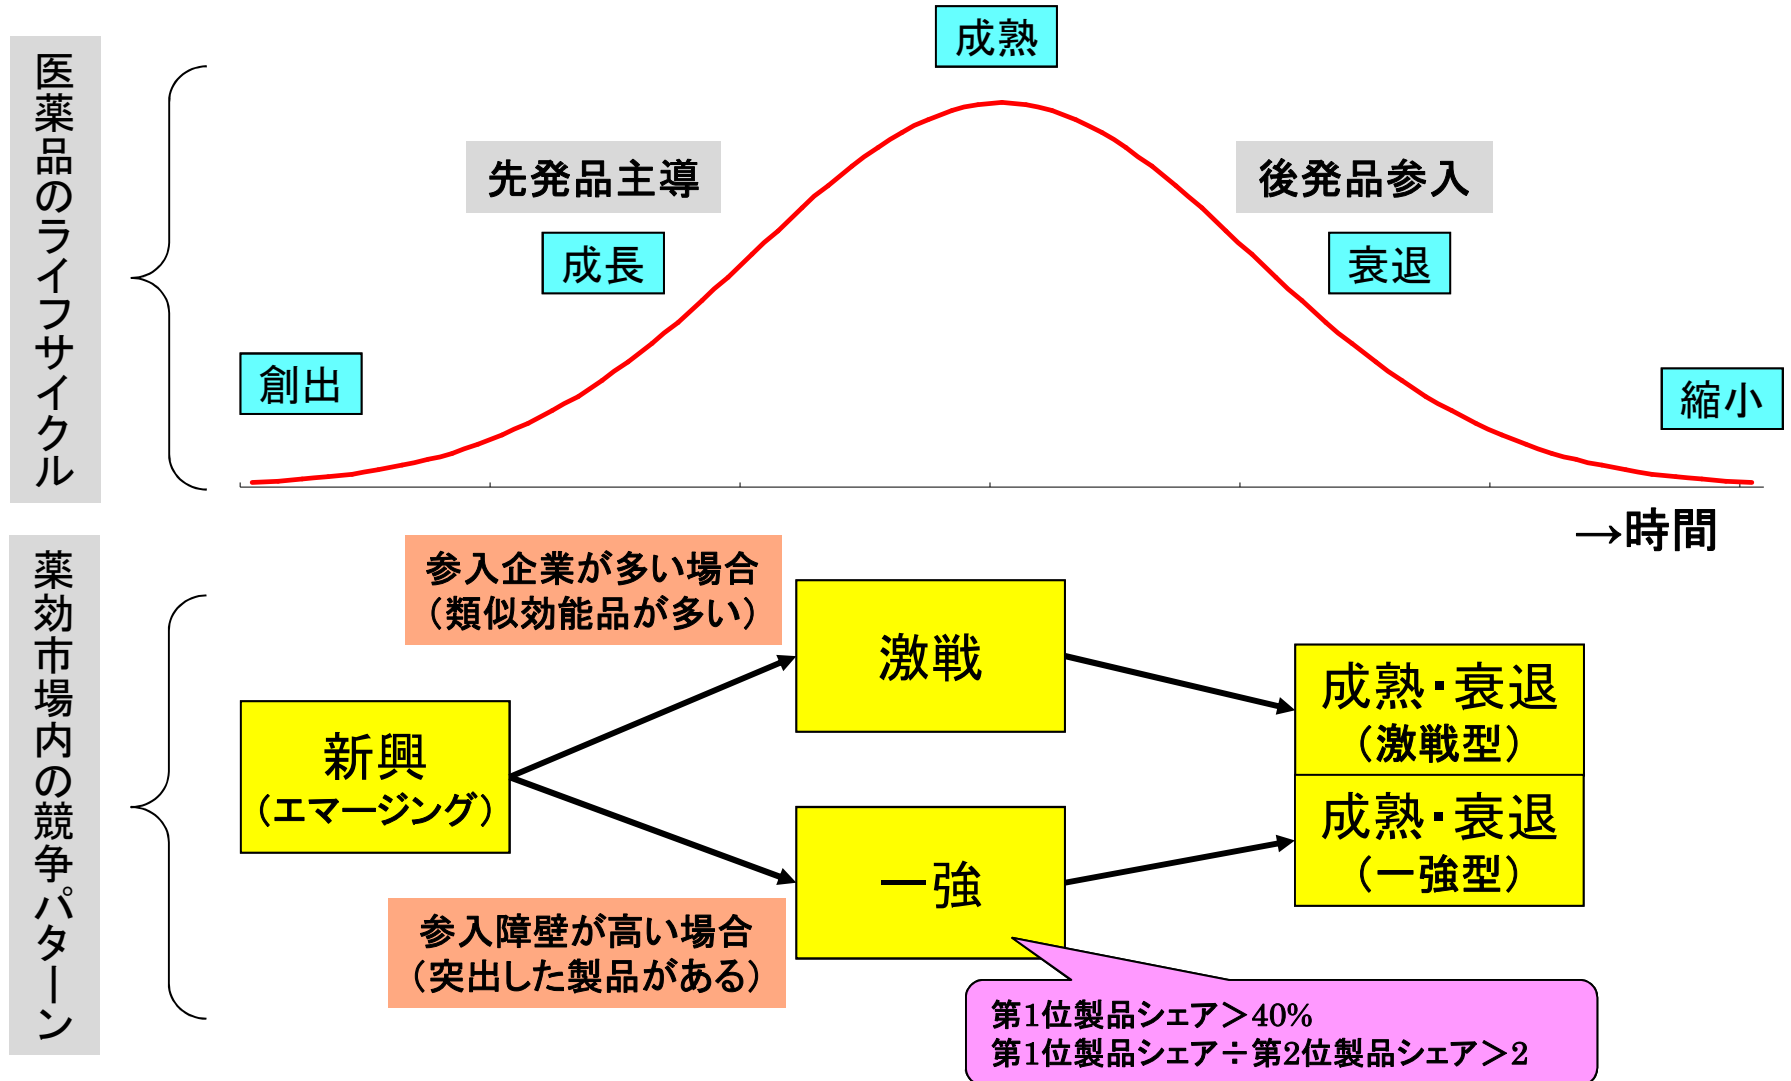 医薬品のライフサイクル
成熟
先発品主導
後発品参入
成長
衰退
創出
縮小
→時間
薬効市場内の競争パターン
参入企業が多い場合
（類似効能品が多い）
激戦
成熟・衰退
（激戦型）
新興
（エマージング）
成熟・衰退
（一強型）
一強
参入障壁が高い場合
（突出した製品がある）
第1位製品シェア＞40%
第1位製品シェア÷第2位製品シェア＞2